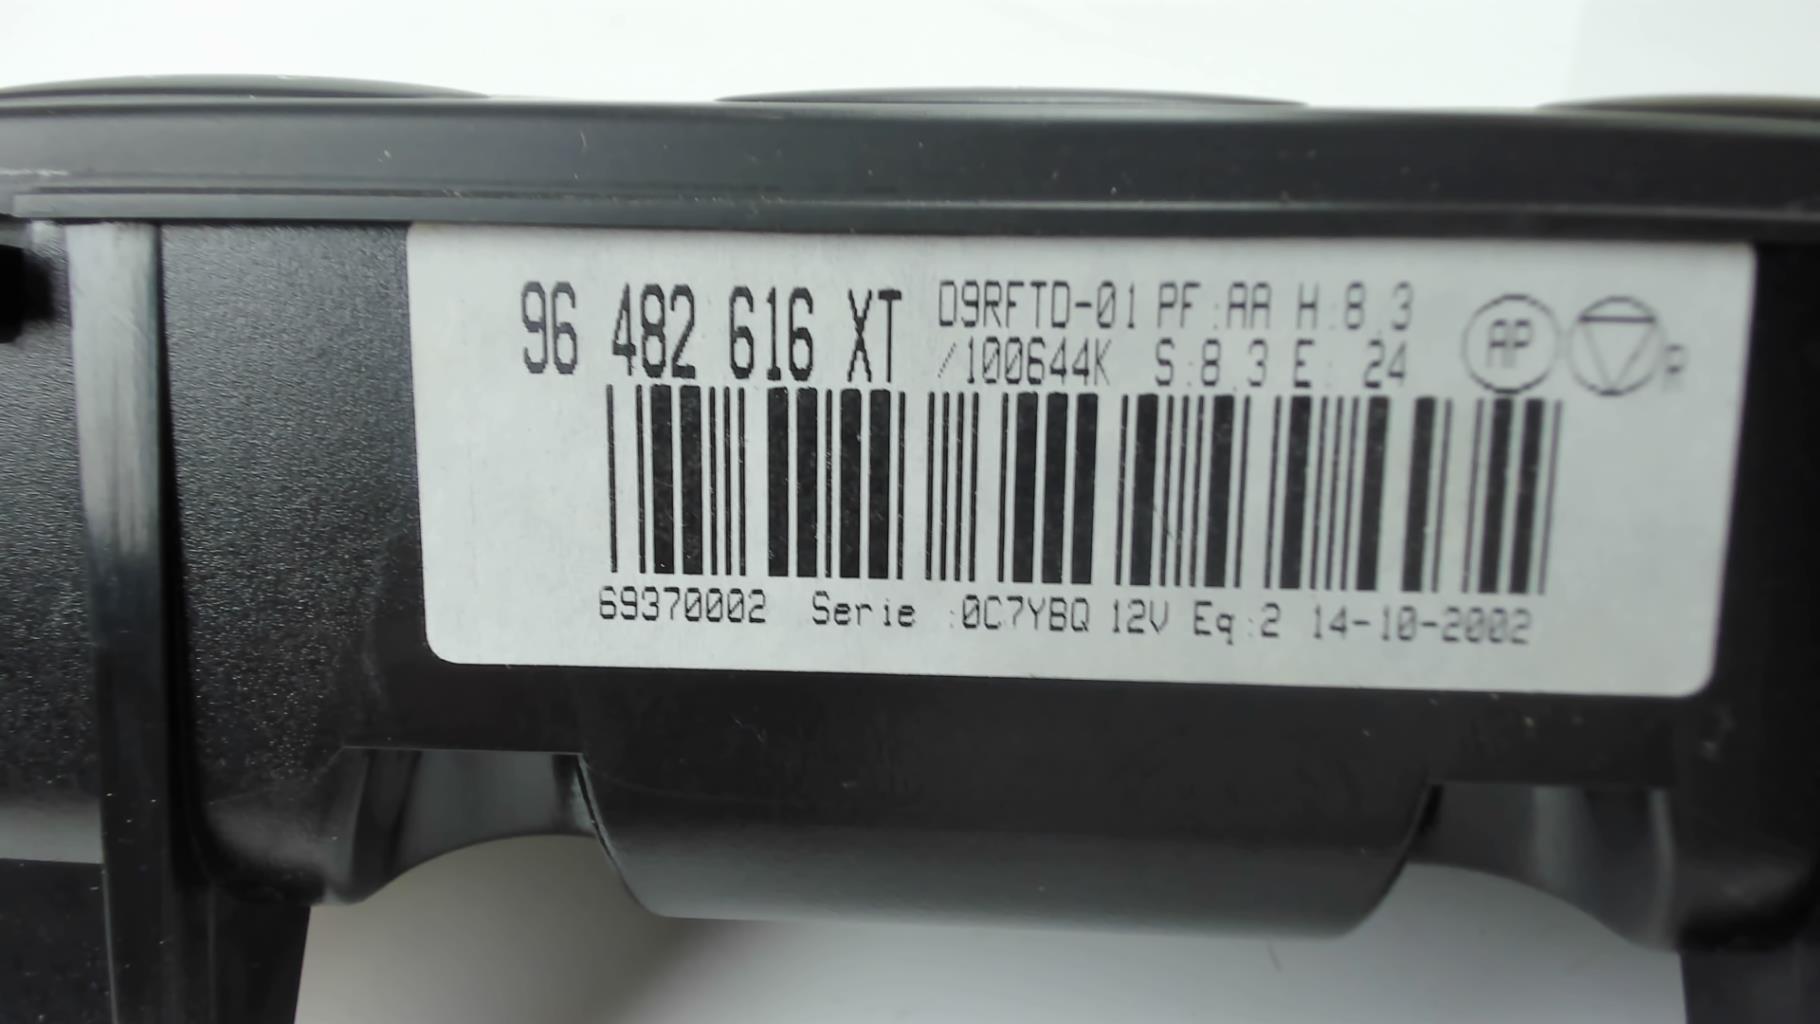 96 482 616 XT D9RFTD-01 PF:AA H:8.3
/100644K S:8.3 E: 24
AP R
69370002 Serie :0C7YBQ 12V Eq:2 14-10-2002